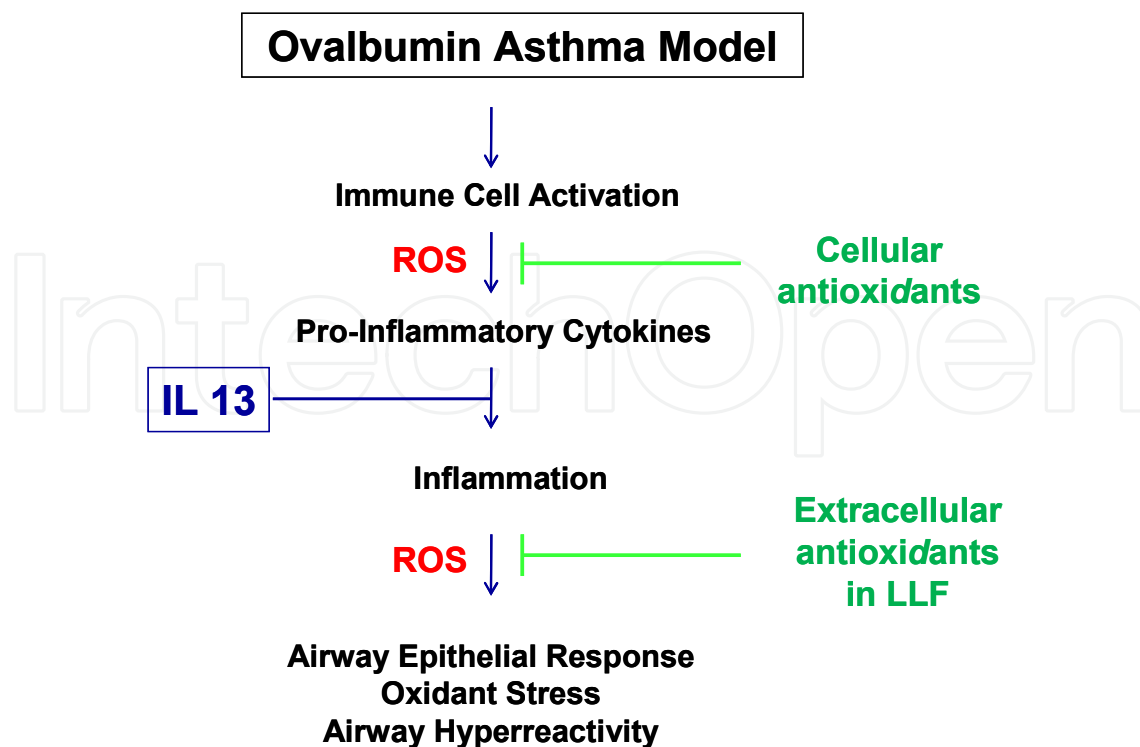 Ovalbumin Asthma Model
Immune Cell Activation
ROS
Cellular
antioxidants
Pro-Inflammatory Cytokines
IL 13
Inflammation
ROS
Extracellular
antioxidants
in LLF
Airway Epithelial Response
Oxidant Stress
Airway Hyperreactivity
IntechOpen